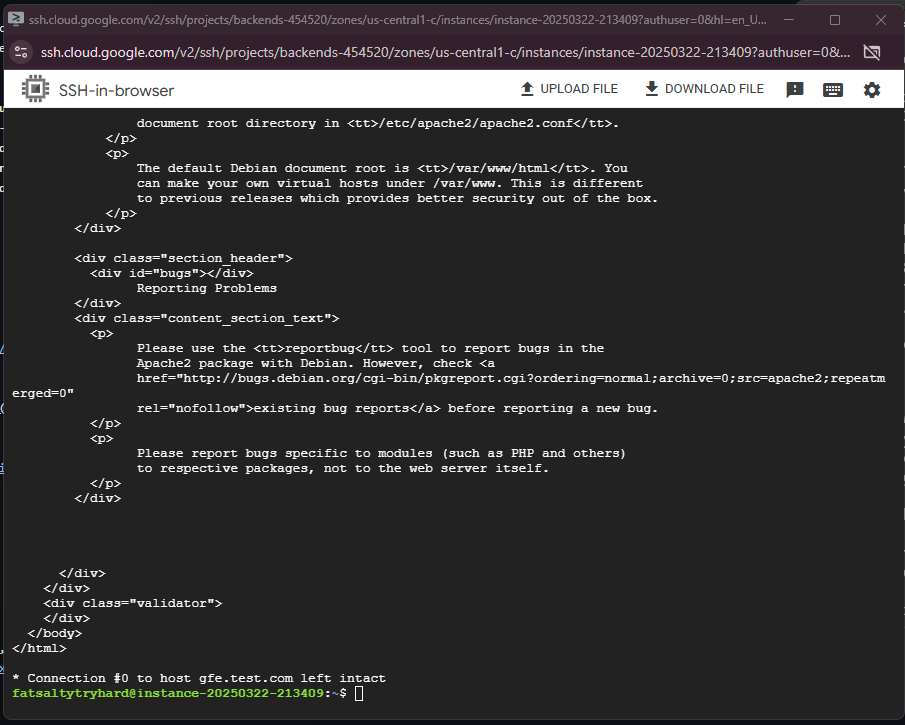 ssh.cloud.google.com/v2/ssh/projects/backends-454520/zones/us-central1-c/instances/instance-20250322-213409?authuser=0&hl=en_U...
ssh.cloud.google.com/v2/ssh/projects/backends-454520/zones/us-central1-c/instances/instance-20250322-213409?authuser=0&...
SSH-in-browser
UPLOAD FILE
DOWNLOAD FILE
document root directory in <tt>/etc/apache2/apache2.conf</tt>.
</p>
<p>
The default Debian document root is <tt>/var/www/html</tt>. You
can make your own virtual hosts under /var/www. This is different
to previous releases which provides better security out of the box.
</p>
</div>
<div class="section_header">
<div id="bugs"></div>
Reporting Problems
</div>
<div class="content_section_text">
<p>
Please use the <tt>reportbug</tt> tool to report bugs in the
Apache2 package with Debian. However, check <a
href="http://bugs.debian.org/cgi-bin/pkgreport.cgi?ordering=normal;archive=0;src=apache2;repeatm
erged=0"
rel="nofollow">existing bug reports</a> before reporting a new bug.
</p>
<p>
Please report bugs specific to modules (such as PHP and others)
to respective packages, not to the web server itself.
</p>
</div>
</div>
</div>
<div class="validator">
</div>
</body>
</html>
* Connection #0 to host gfe.test.com left intact
fatsaltytryhard@instance-20250322-213409:~$